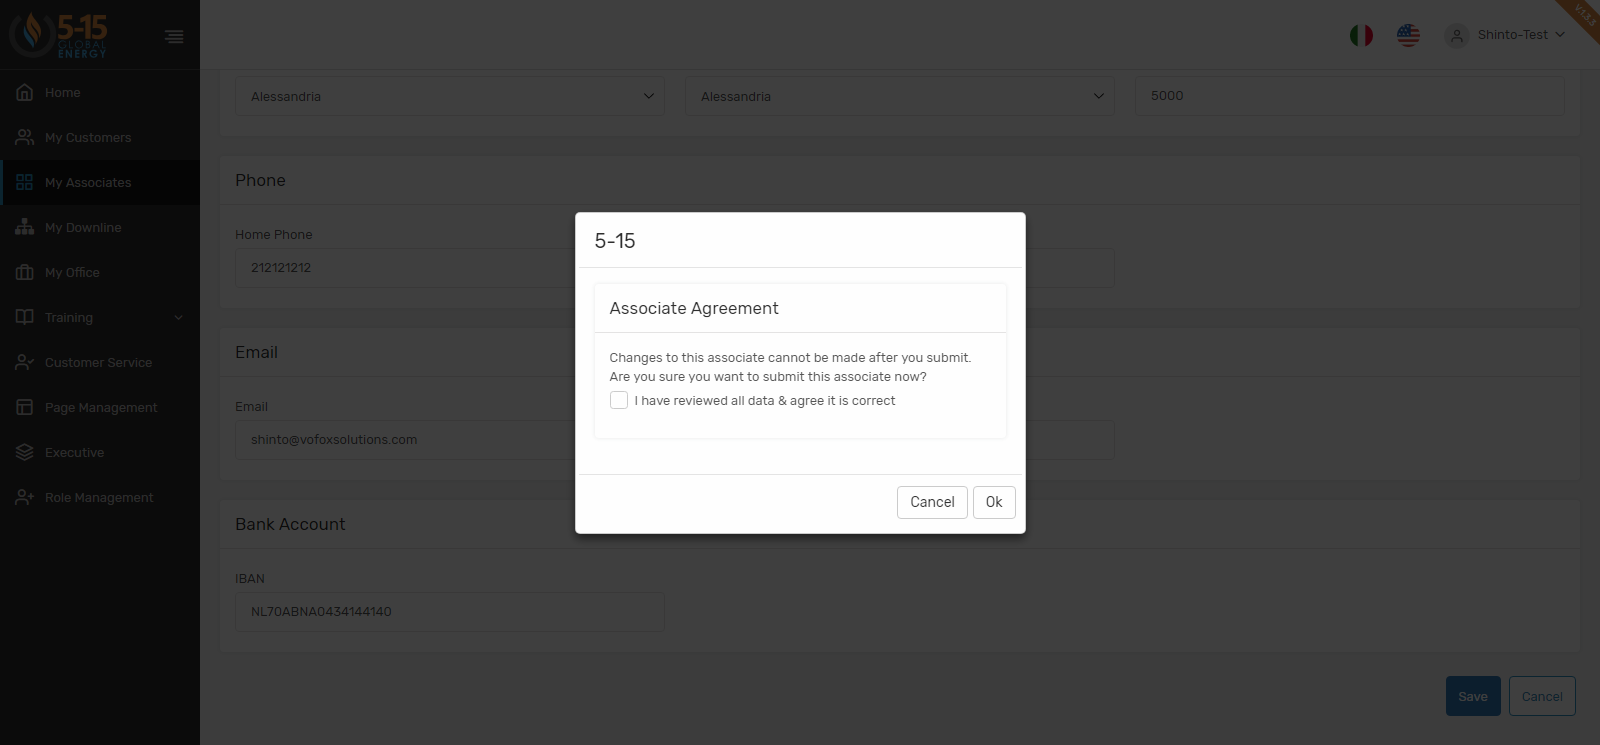 5-15
GLOBAL
ENERGY
Shinto-Test
V.1.3.3
Home
My Customers
My Associates
My Downline
My Office
Training
Customer Service
Page Management
Executive
Role Management
Alessandria
Alessandria
5000
Phone
Home Phone
212121212
Email
Email
shinto@vofoxsolutions.com
Bank Account
IBAN
NL70ABNA0434144140
Save
Cancel
5-15
Associate Agreement
Changes to this associate cannot be made after you submit.
Are you sure you want to submit this associate now?
I have reviewed all data & agree it is correct
Cancel
Ok